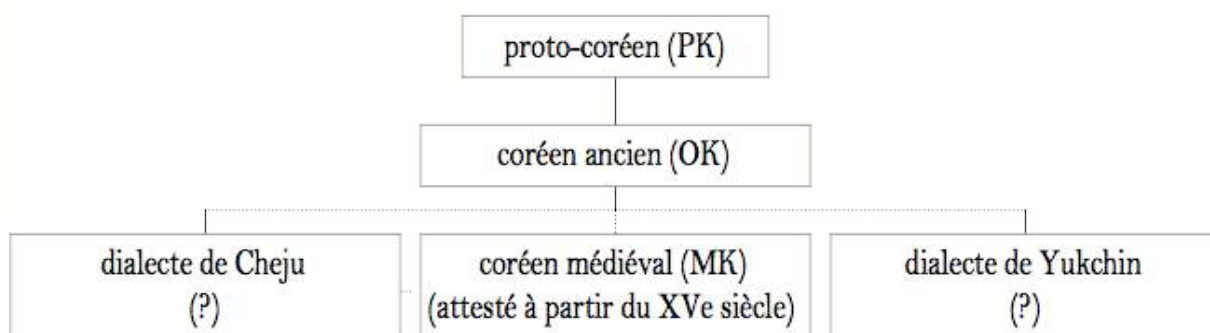 proto-coréen (PK)
coréen ancien (OK)
dialecte de Cheju
(?)
coréen médiéval (MK)
(attesté à partir du XVe siècle)
dialecte de Yukchin
(?)